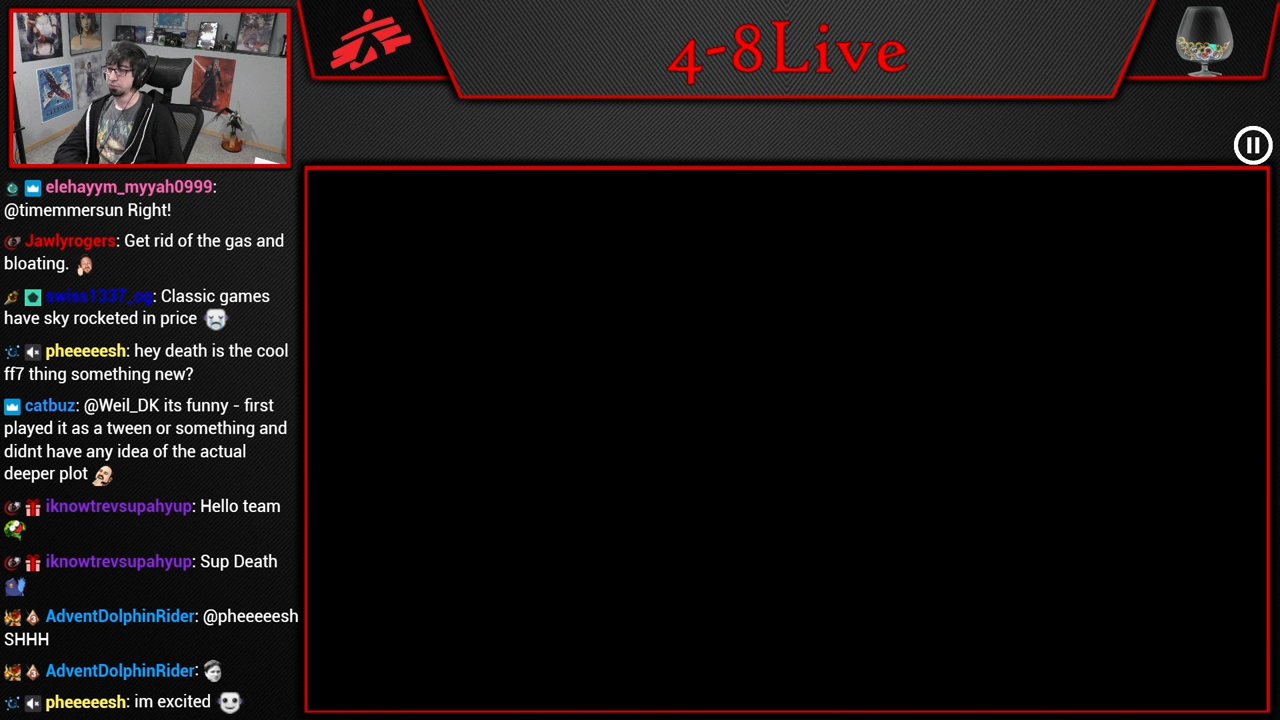 4-8Live
elehayym_myyah0999:
@timemmersun Right!
Jawlyrogers: Get rid of the gas and
bloating.
swiss1337_og: Classic games
have sky rocketed in price
pheeeeesh: hey death is the cool
ff7 thing something new?
catbuz: @Weil_DK its funny - first
played it as a tween or something and
didnt have any idea of the actual
deeper plot
iknowtrevsupahyup: Hello team
iknowtrevsupahyup: Sup Death
AdventDolphinRider: @pheeeeesh
SHHH
AdventDolphinRider:
pheeeeesh: im excited